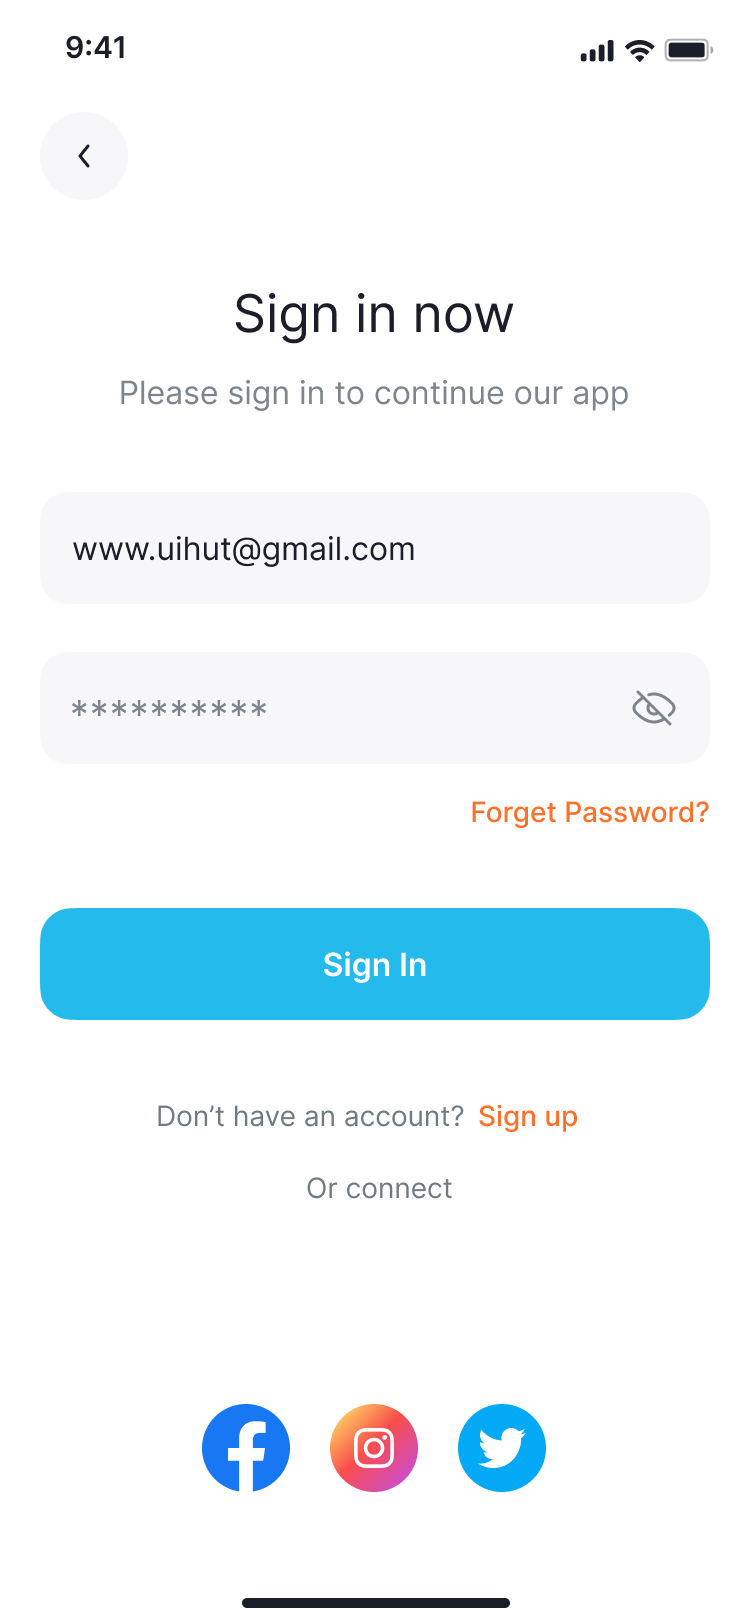 9:41
Sign in now
Please sign in to continue our app
www.uihut@gmail.com
**********
Forget Password?
Sign In
Don’t have an account? Sign up
Or connect